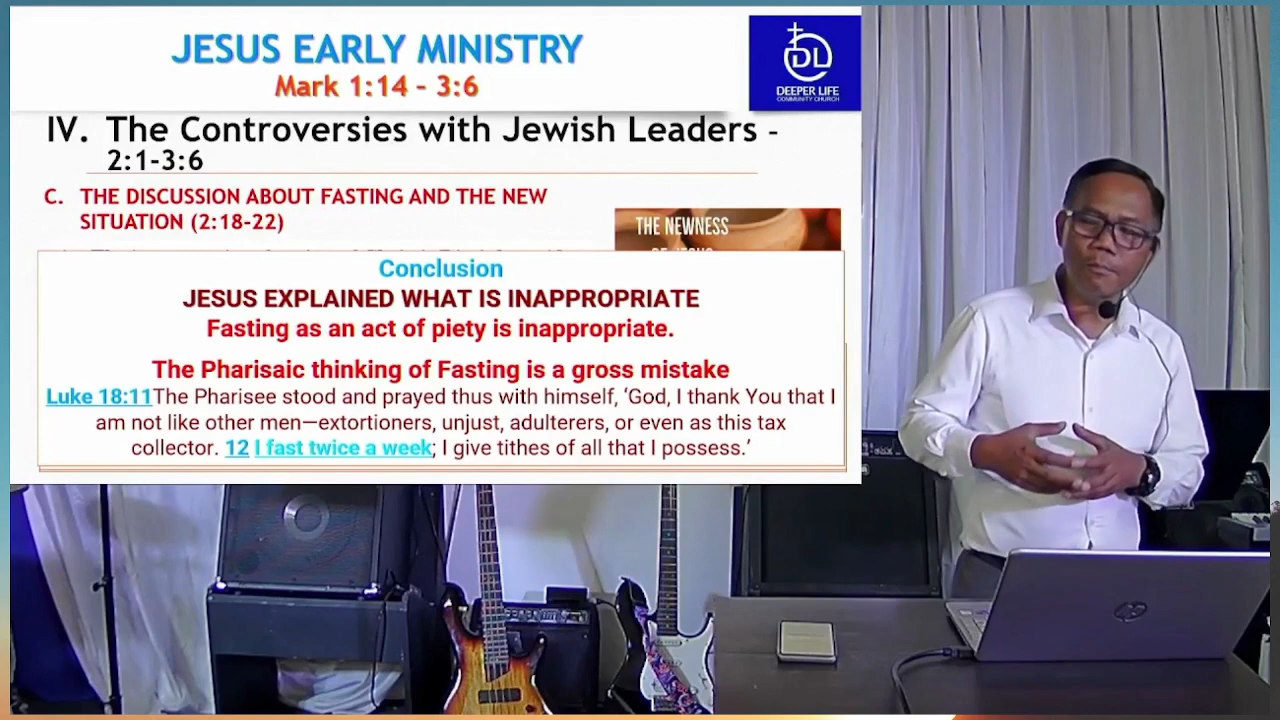 JESUS EARLY MINISTRY
Mark 1:14 - 3:6
DL
DEEPER LIFE
COMMUNITY CHURCH
IV. The Controversies with Jewish Leaders -
2:1-3:6
C. THE DISCUSSION ABOUT FASTING AND THE NEW
SITUATION (2:18-22)
THE NEWNESS
Conclusion
JESUS EXPLAINED WHAT IS INAPPROPRIATE
Fasting as an act of piety is inappropriate.
The Pharisaic thinking of Fasting is a gross mistake
Luke 18:11The Pharisee stood and prayed thus with himself, ‘God, I thank You that I
am not like other men—extortioners, unjust, adulterers, or even as this tax
collector. 12 I fast twice a week; I give tithes of all that I possess.’
hp